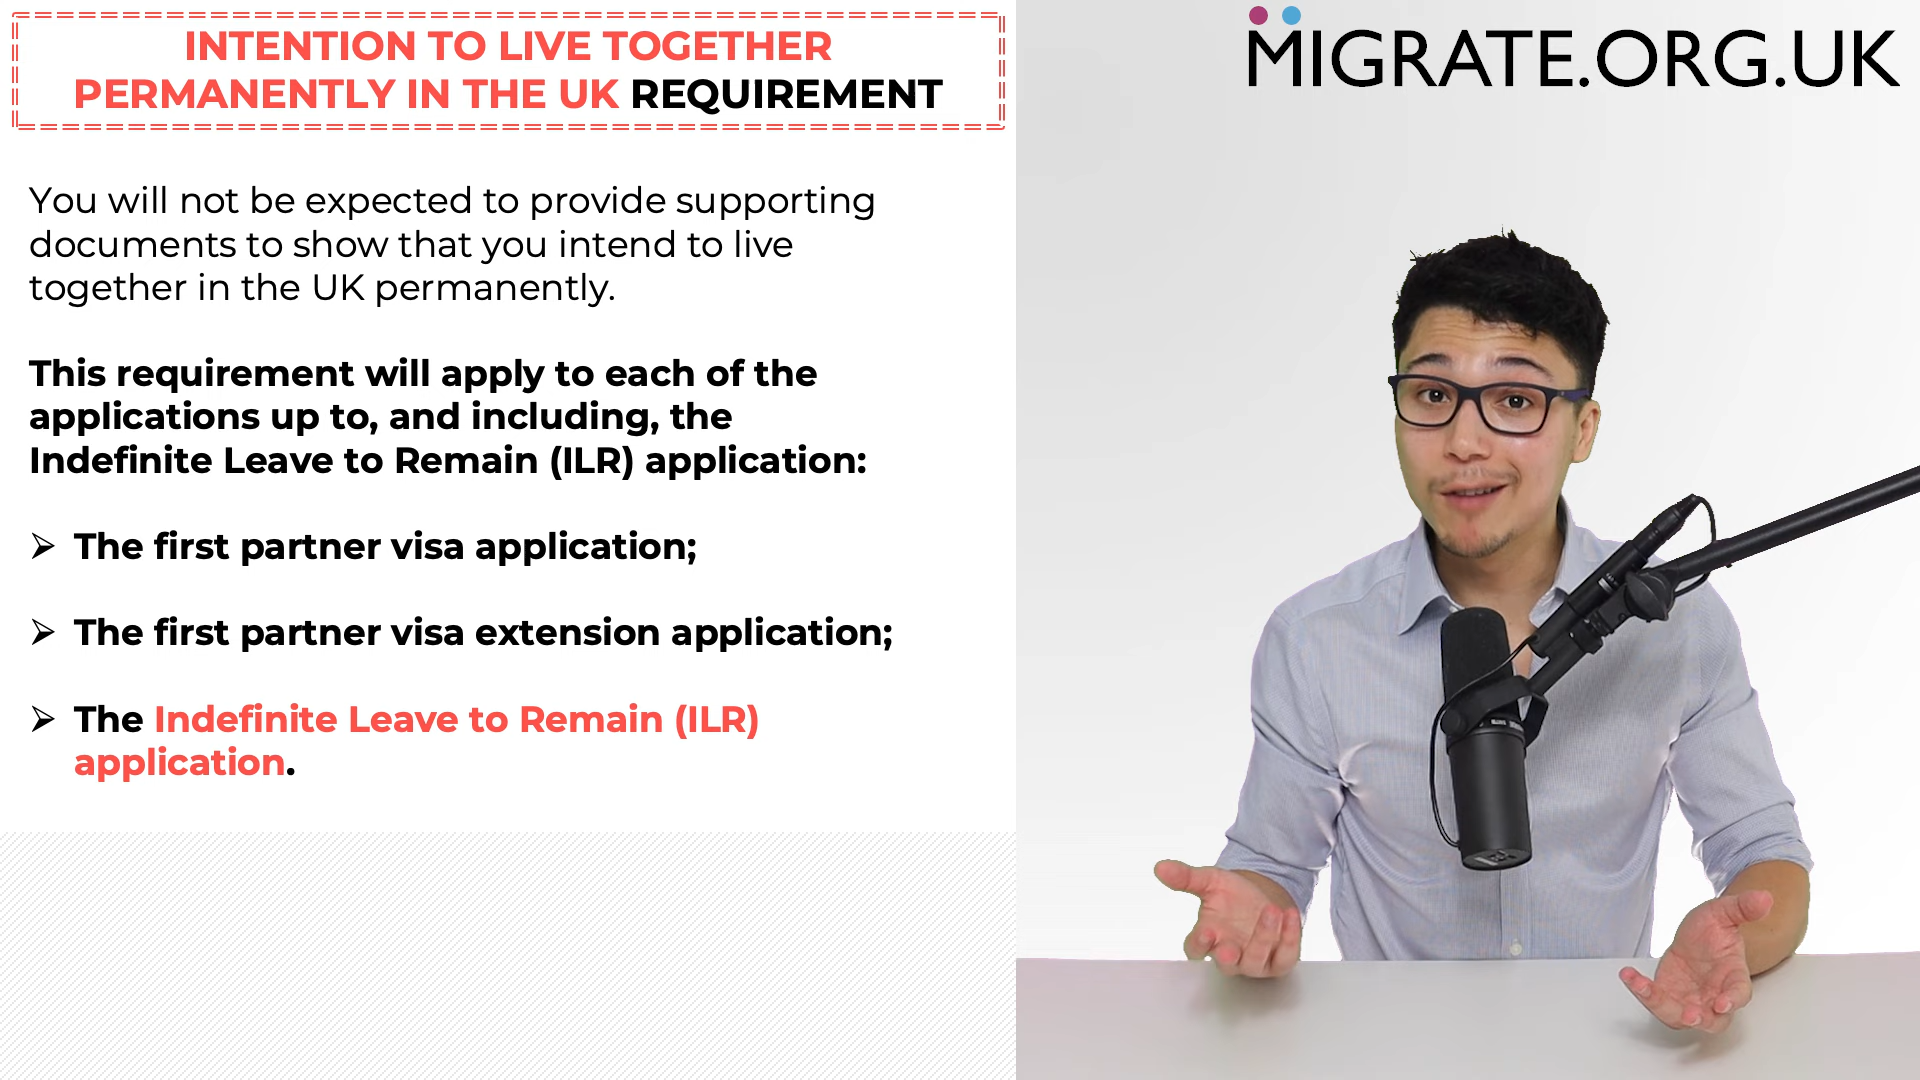 INTENTION TO LIVE TOGETHER
PERMANENTLY IN THE UK REQUIREMENT
MIGRATE.ORG.UK
You will not be expected to provide supporting
documents to show that you intend to live
together in the UK permanently.
This requirement will apply to each of the
applications up to, and including, the
Indefinite Leave to Remain (ILR) application:
➢ The first partner visa application;
➢ The first partner visa extension application;
➢ The Indefinite Leave to Remain (ILR)
application.